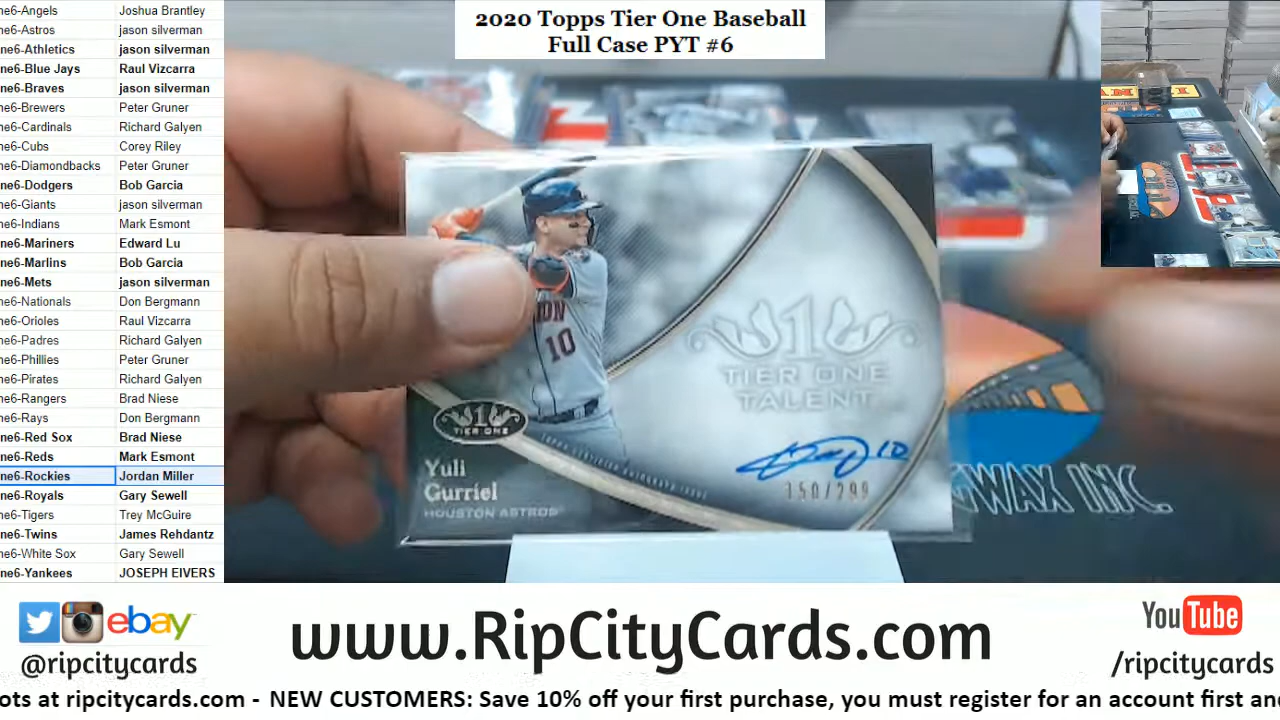 2020 Topps Tier One Baseball
Full Case PYT #6
ne6-Angels Joshua Brantley
ne6-Astros jason silverman
ne6-Athletics jason silverman
ne6-Blue Jays Raul Vizcarra
ne6-Braves jason silverman
ne6-Brewers Peter Gruner
ne6-Cardinals Richard Galyen
ne6-Cubs Corey Riley
ne6-Diamondbacks Peter Gruner
ne6-Dodgers Bob Garcia
ne6-Giants jason silverman
ne6-Indians Mark Esmont
ne6-Mariners Edward Lu
ne6-Marlins Bob Garcia
ne6-Mets jason silverman
ne6-Nationals Don Bergmann
ne6-Orioles Raul Vizcarra
ne6-Padres Richard Galyen
ne6-Phillies Peter Gruner
ne6-Pirates Richard Galyen
ne6-Rangers Brad Niese
ne6-Rays Don Bergmann
ne6-Red Sox Brad Niese
ne6-Reds Mark Esmont
ne6-Rockies Jordan Miller
ne6-Royals Gary Sewell
ne6-Tigers Trey McGuire
ne6-Twins James Rehdantz
ne6-White Sox Gary Sewell
ne6-Yankees JOSEPH EIVERS
10
1
TIER ONE
TALENT
1
TIER ONE
TOPPS CERTIFIED AUTOGRAPH ISSUE
Yuli
Gurriel
HOUSTON ASTROS
10
150/299
GWAX INC.
ebay
@ripcitycards
www.RipCityCards.com
YouTube
/ripcitycards
ots at ripcitycards.com - NEW CUSTOMERS: Save 10% off your first purchase, you must register for an account first and